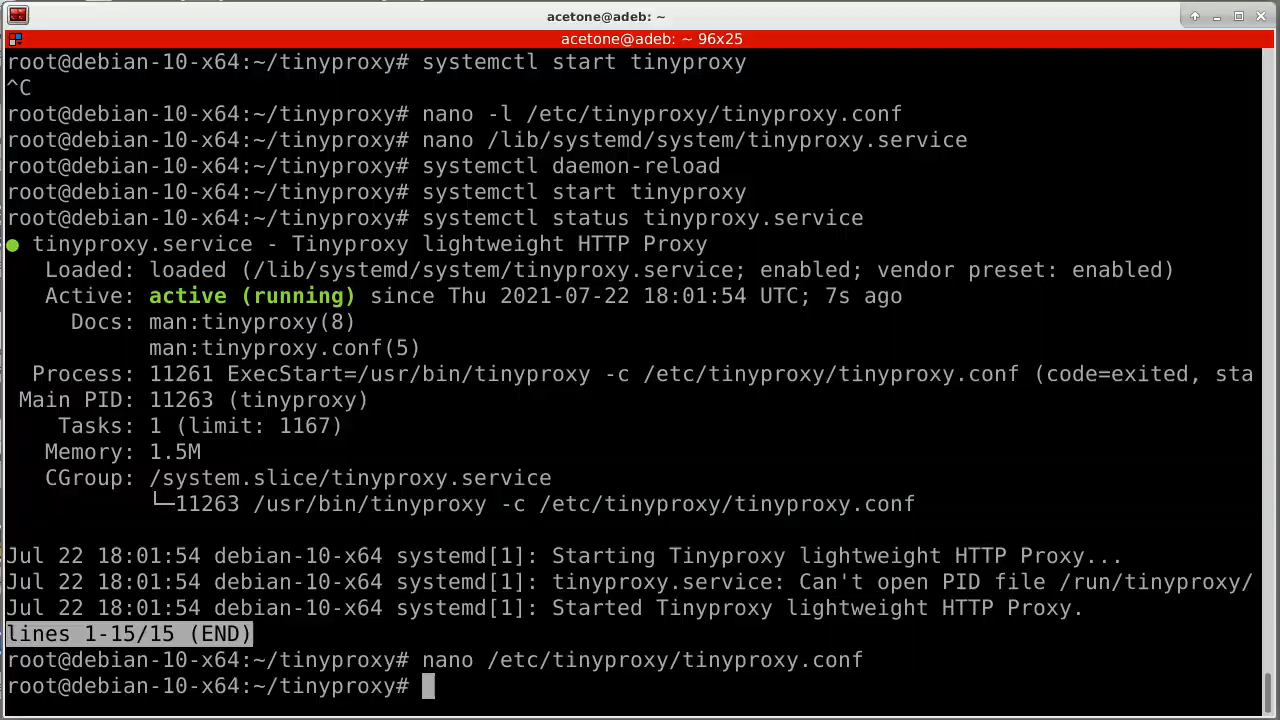 acetone@adeb: ~
acetone@adeb: ~ 96x25
root@debian-10-x64:~/tinyproxy# systemctl start tinyproxy
^C
root@debian-10-x64:~/tinyproxy# nano -l /etc/tinyproxy/tinyproxy.conf
root@debian-10-x64:~/tinyproxy# nano /lib/systemd/system/tinyproxy.service
root@debian-10-x64:~/tinyproxy# systemctl daemon-reload
root@debian-10-x64:~/tinyproxy# systemctl start tinyproxy
root@debian-10-x64:~/tinyproxy# systemctl status tinyproxy.service
● tinyproxy.service - Tinyproxy lightweight HTTP Proxy
   Loaded: loaded (/lib/systemd/system/tinyproxy.service; enabled; vendor preset: enabled)
   Active: active (running) since Thu 2021-07-22 18:01:54 UTC; 7s ago
     Docs: man:tinyproxy(8)
           man:tinyproxy.conf(5)
  Process: 11261 ExecStart=/usr/bin/tinyproxy -c /etc/tinyproxy/tinyproxy.conf (code=exited, sta
 Main PID: 11263 (tinyproxy)
    Tasks: 1 (limit: 1167)
   Memory: 1.5M
   CGroup: /system.slice/tinyproxy.service
           └─11263 /usr/bin/tinyproxy -c /etc/tinyproxy/tinyproxy.conf
Jul 22 18:01:54 debian-10-x64 systemd[1]: Starting Tinyproxy lightweight HTTP Proxy...
Jul 22 18:01:54 debian-10-x64 systemd[1]: tinyproxy.service: Can't open PID file /run/tinyproxy/
Jul 22 18:01:54 debian-10-x64 systemd[1]: Started Tinyproxy lightweight HTTP Proxy.
lines 1-15/15 (END)
root@debian-10-x64:~/tinyproxy# nano /etc/tinyproxy/tinyproxy.conf
root@debian-10-x64:~/tinyproxy#